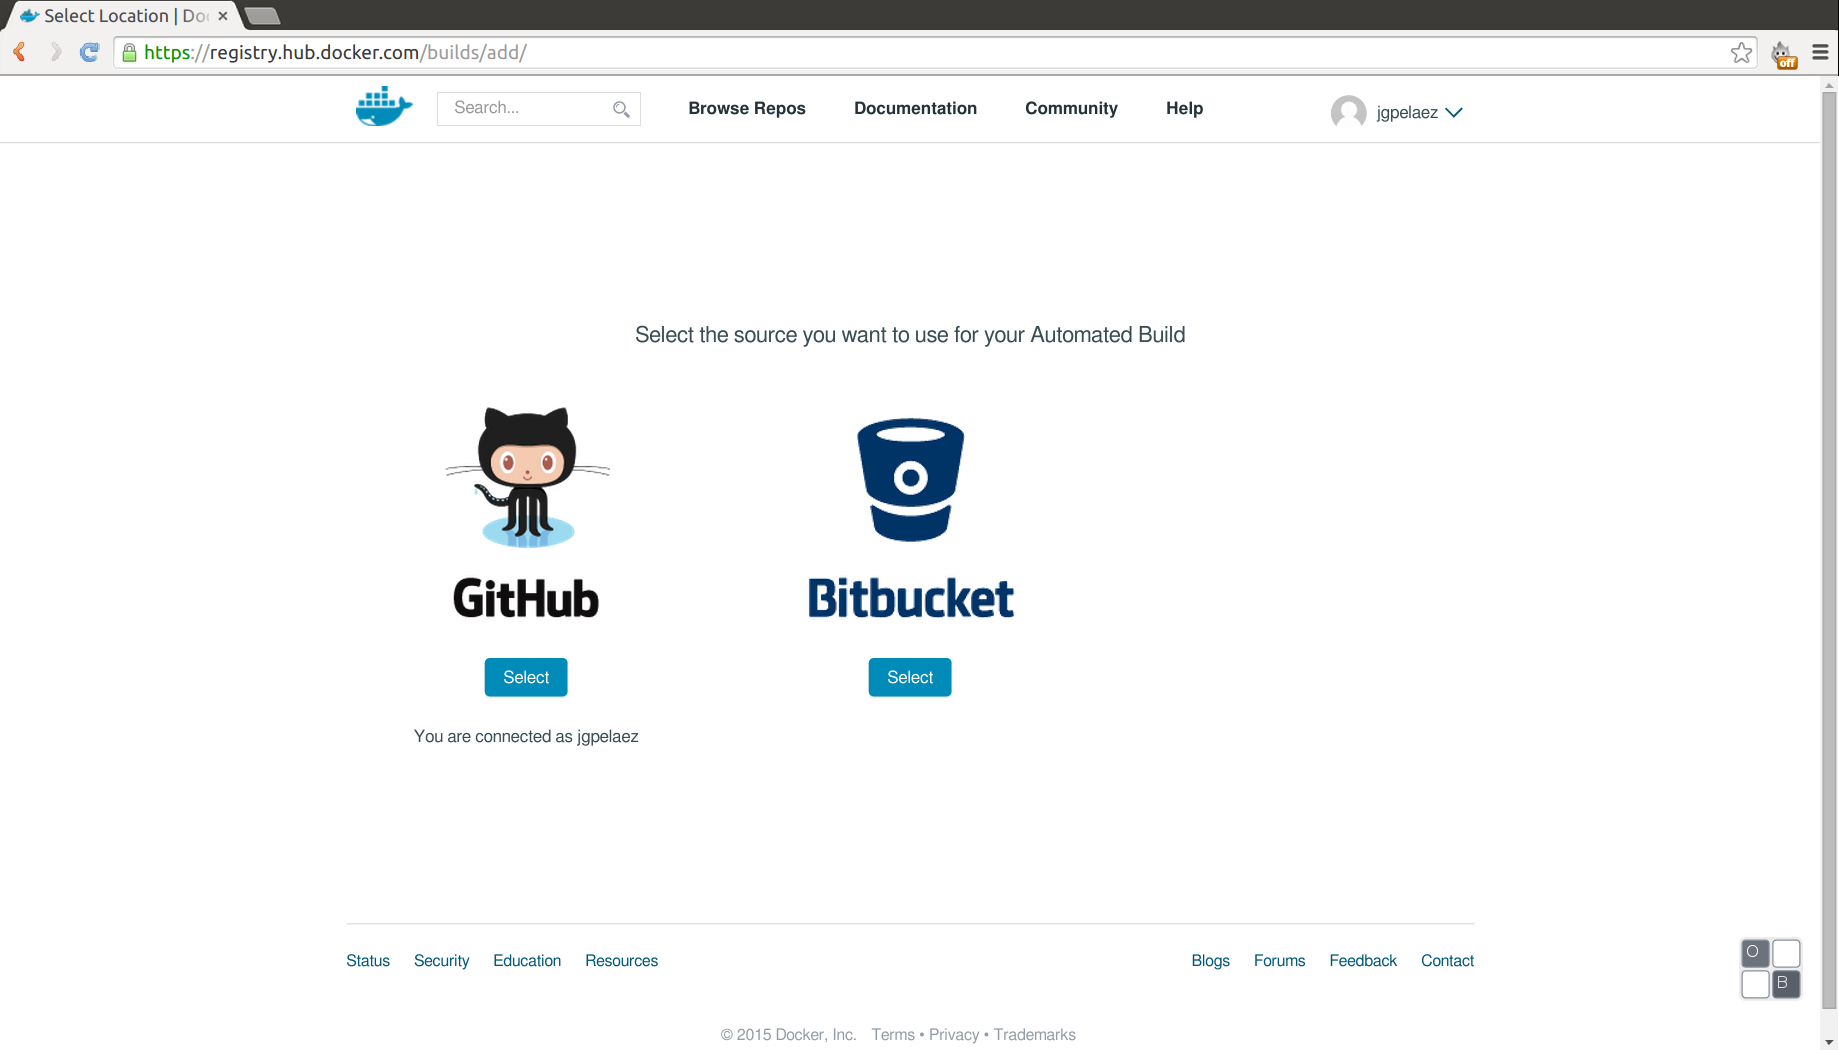 Select Location | Do
https://registry.hub.docker.com/builds/add/
off
Search...
Browse Repos Documentation Community Help
jgpelaez
Select the source you want to use for your Automated Build
GitHub Bitbucket
Select Select
You are connected as jgpelaez
Status Security Education Resources Blogs Forums Feedback Contact
O
B
© 2015 Docker, Inc. Terms • Privacy • Trademarks